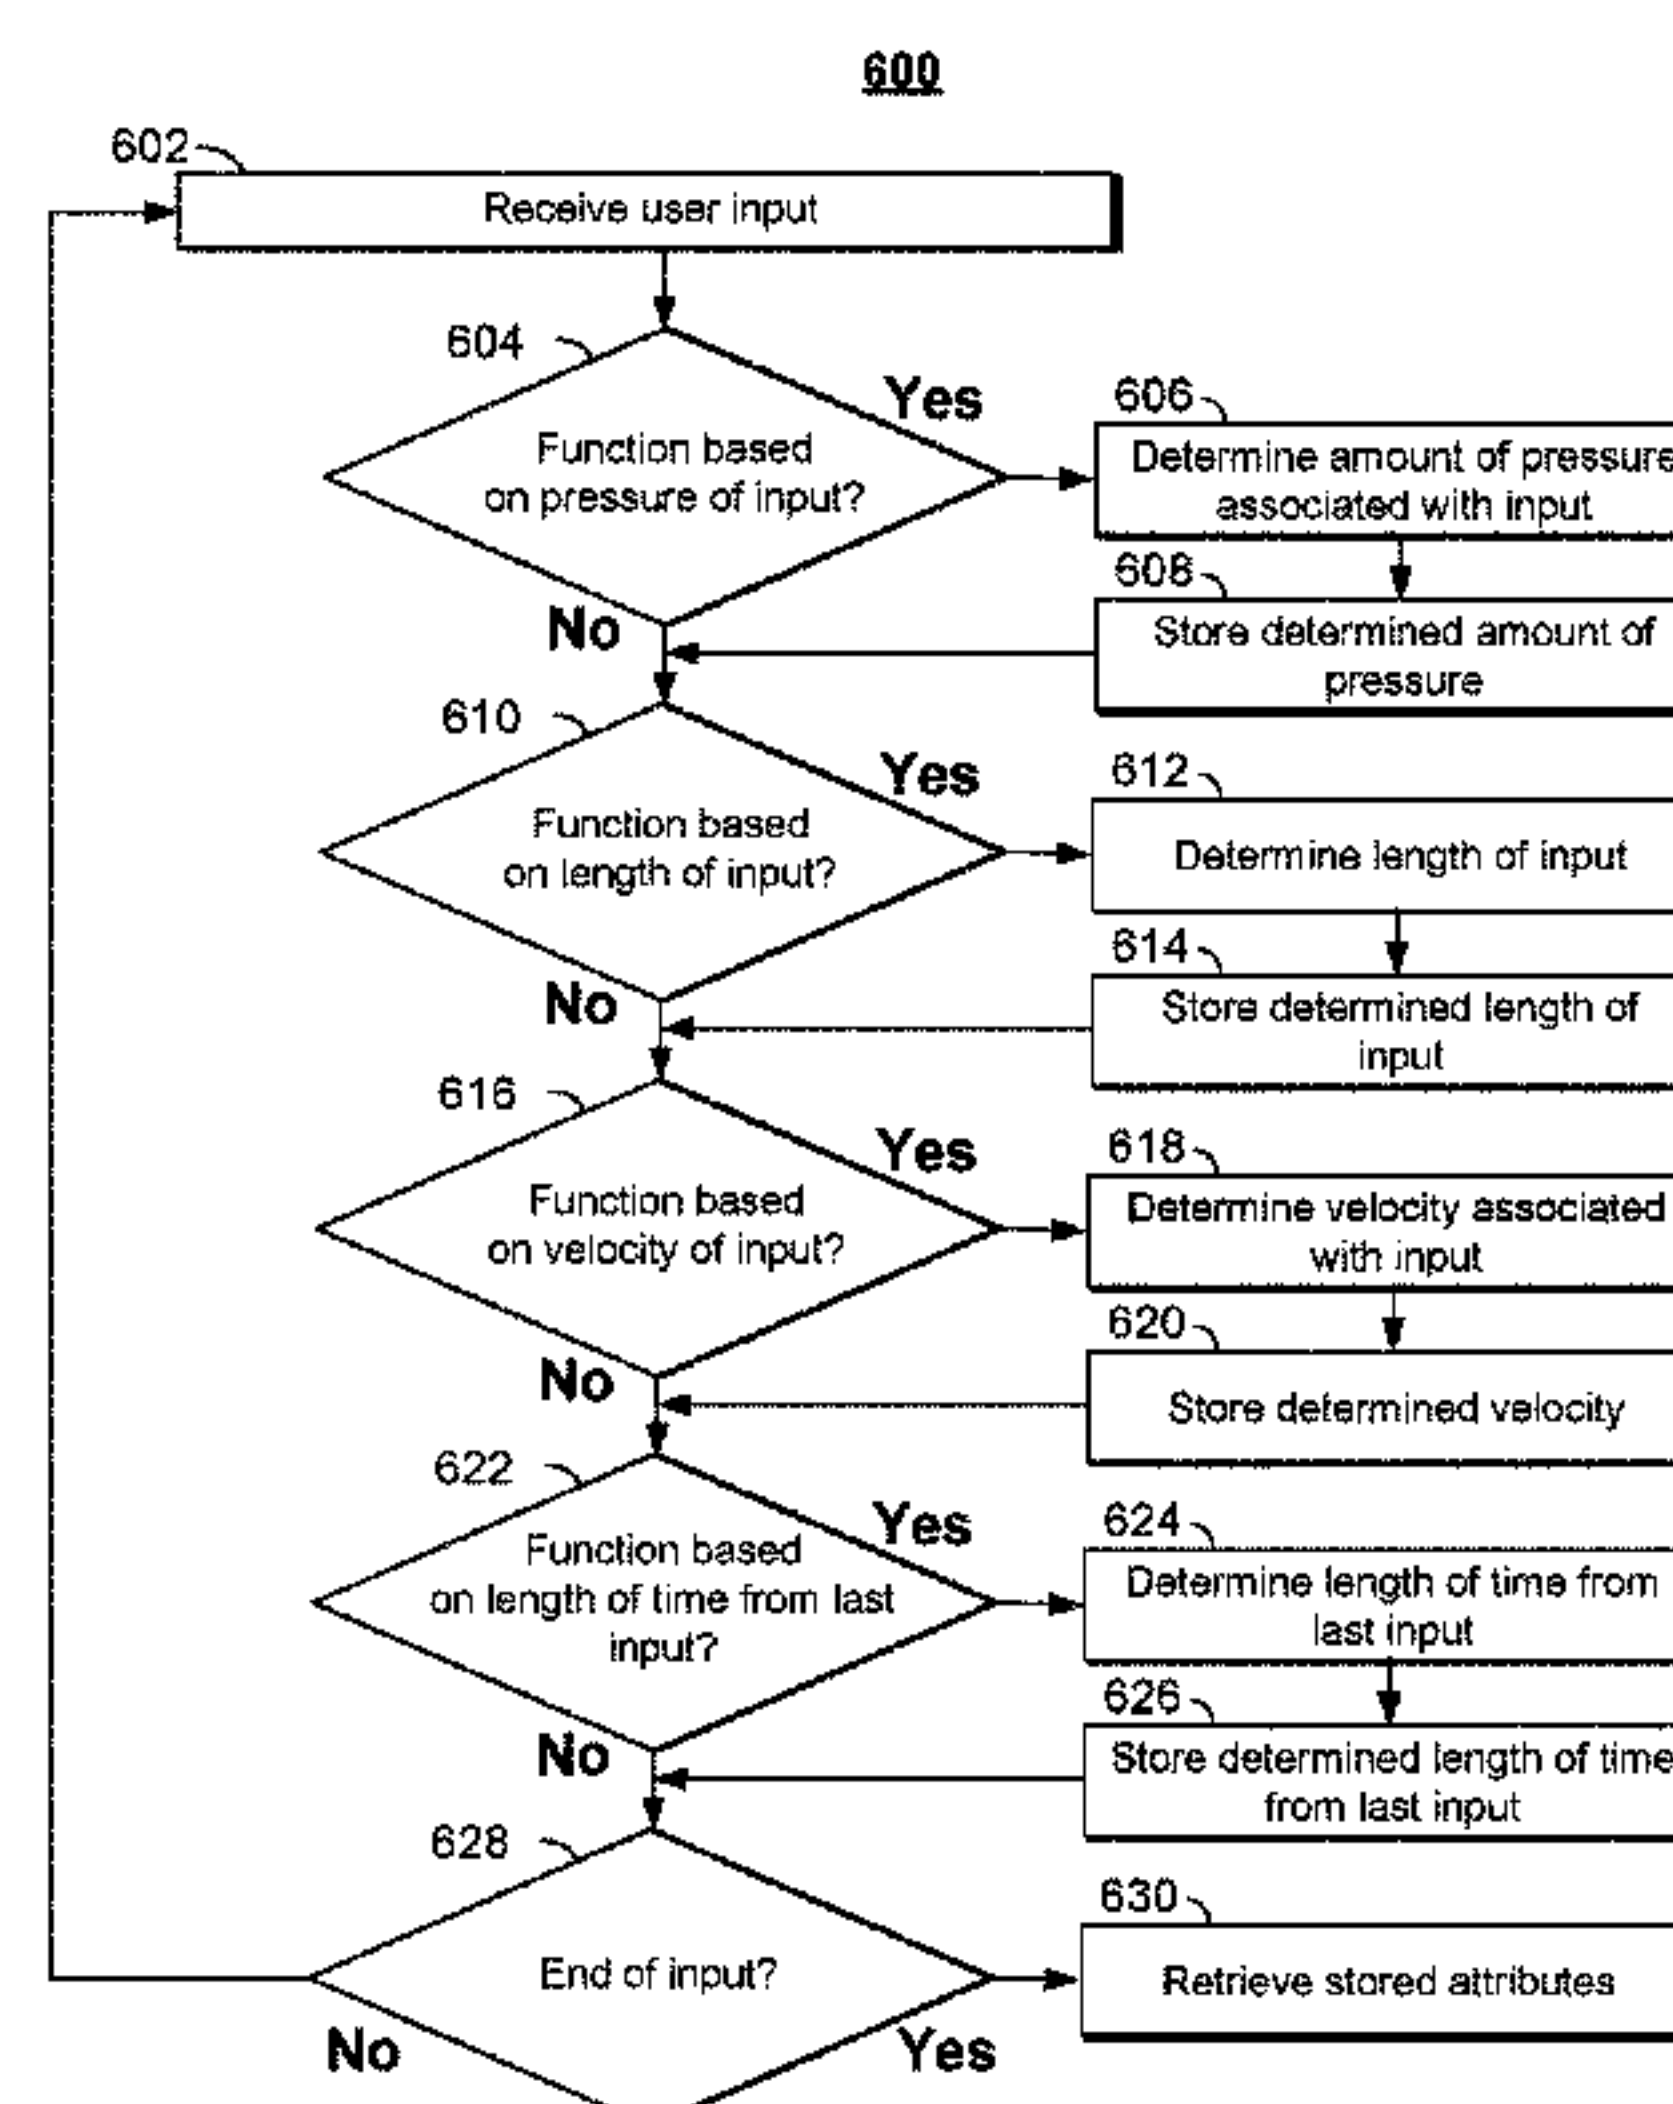 600
602
Receive user input
604
Yes
Function based
on pressure of input?
No
606
Determine amount of pressure
associated with input
608
Store determined amount of
pressure
610
Yes
Function based
on length of input?
No
612
Determine length of input
614
Store determined length of
input
616
Yes
Function based
on velocity of input?
No
618
Determine velocity associated
with input
620
Store determined velocity
622
Yes
Function based
on length of time from last
input?
No
624
Determine length of time from
last input
626
Store determined length of time
from last input
628
End of input?
No
Yes
630
Retrieve stored attributes